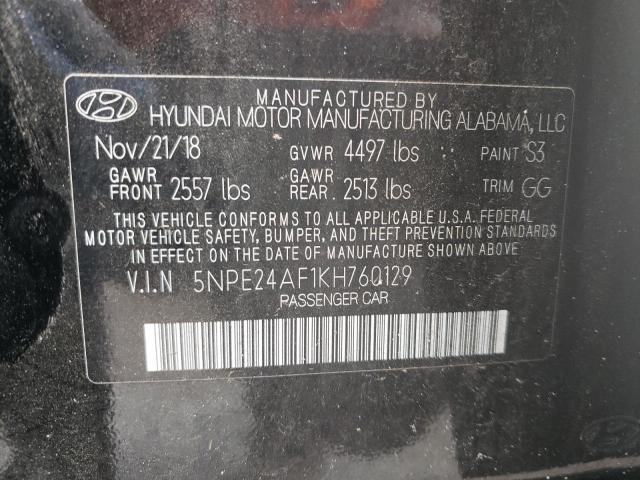 MANUFACTURED BY
HYUNDAI MOTOR MANUFACTURING ALABAMA, LLC
Nov/21/18 GVWR 4497 lbs PAINT S3
GAWR FRONT 2557 lbs GAWR REAR 2513 lbs TRIM GG
THIS VEHICLE CONFORMS TO ALL APPLICABLE U.S.A. FEDERAL
MOTOR VEHICLE SAFETY, BUMPER, AND THEFT PREVENTION STANDARDS
IN EFFECT ON THE DATE OF MANUFACTURE SHOWN ABOVE.
V.I.N 5NPE24AF1KH760129
PASSENGER CAR